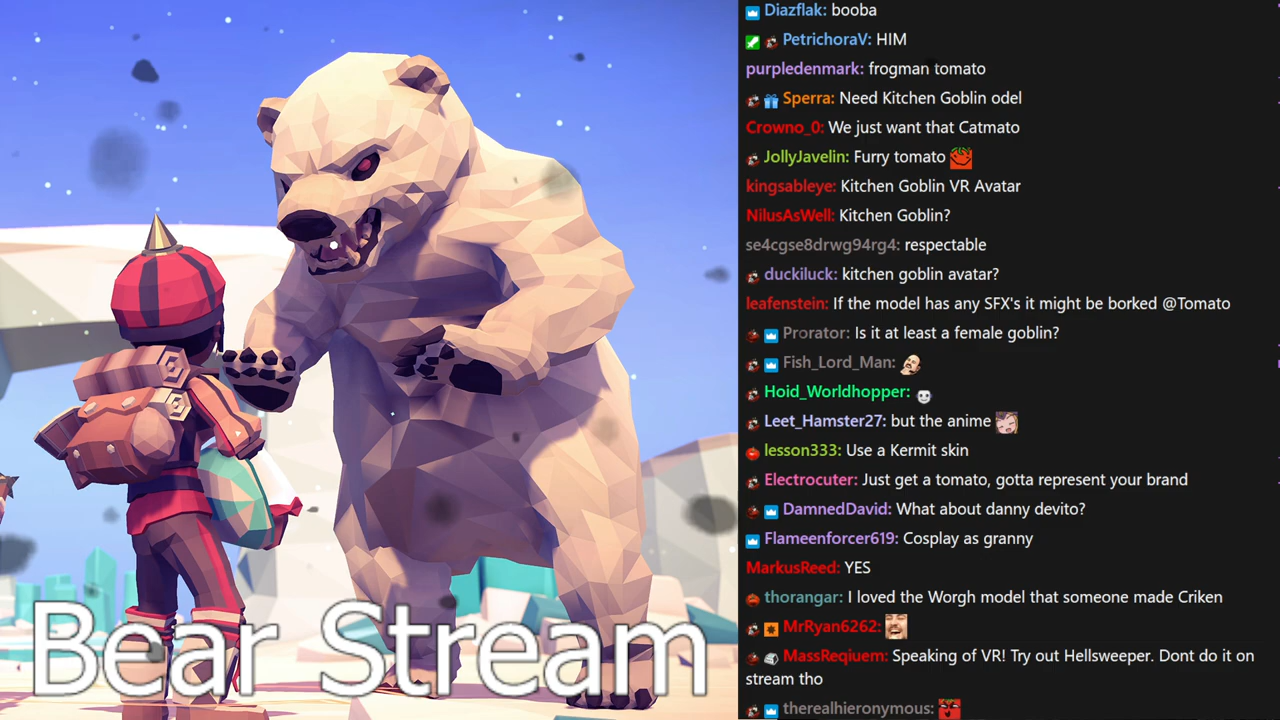 Diazflak: booba
PetrichoraV: HIM
purpledenmark: frogman tomato
Sperra: Need Kitchen Goblin odel
Crowno_0: We just want that Catmato
JollyJavelin: Furry tomato
kingsableye: Kitchen Goblin VR Avatar
NilusAsWell: Kitchen Goblin?
se4cgse8drwg94rg4: respectable
duckiluck: kitchen goblin avatar?
leafenstein: If the model has any SFX's it might be borked @Tomato
Prorator: Is it at least a female goblin?
Fish_Lord_Man:
Hoid_Worldhopper:
Leet_Hamster27: but the anime
lesson333: Use a Kermit skin
Electrocuter: Just get a tomato, gotta represent your brand
DamnedDavid: What about danny devito?
Flameenforcer619: Cosplay as granny
MarkusReed: YES
thorangar: I loved the Worgh model that someone made Criken
MrRyan6262:
MassReqiuem: Speaking of VR! Try out Hellsweeper. Dont do it on
stream tho
therealhieronymous:
Bear Stream